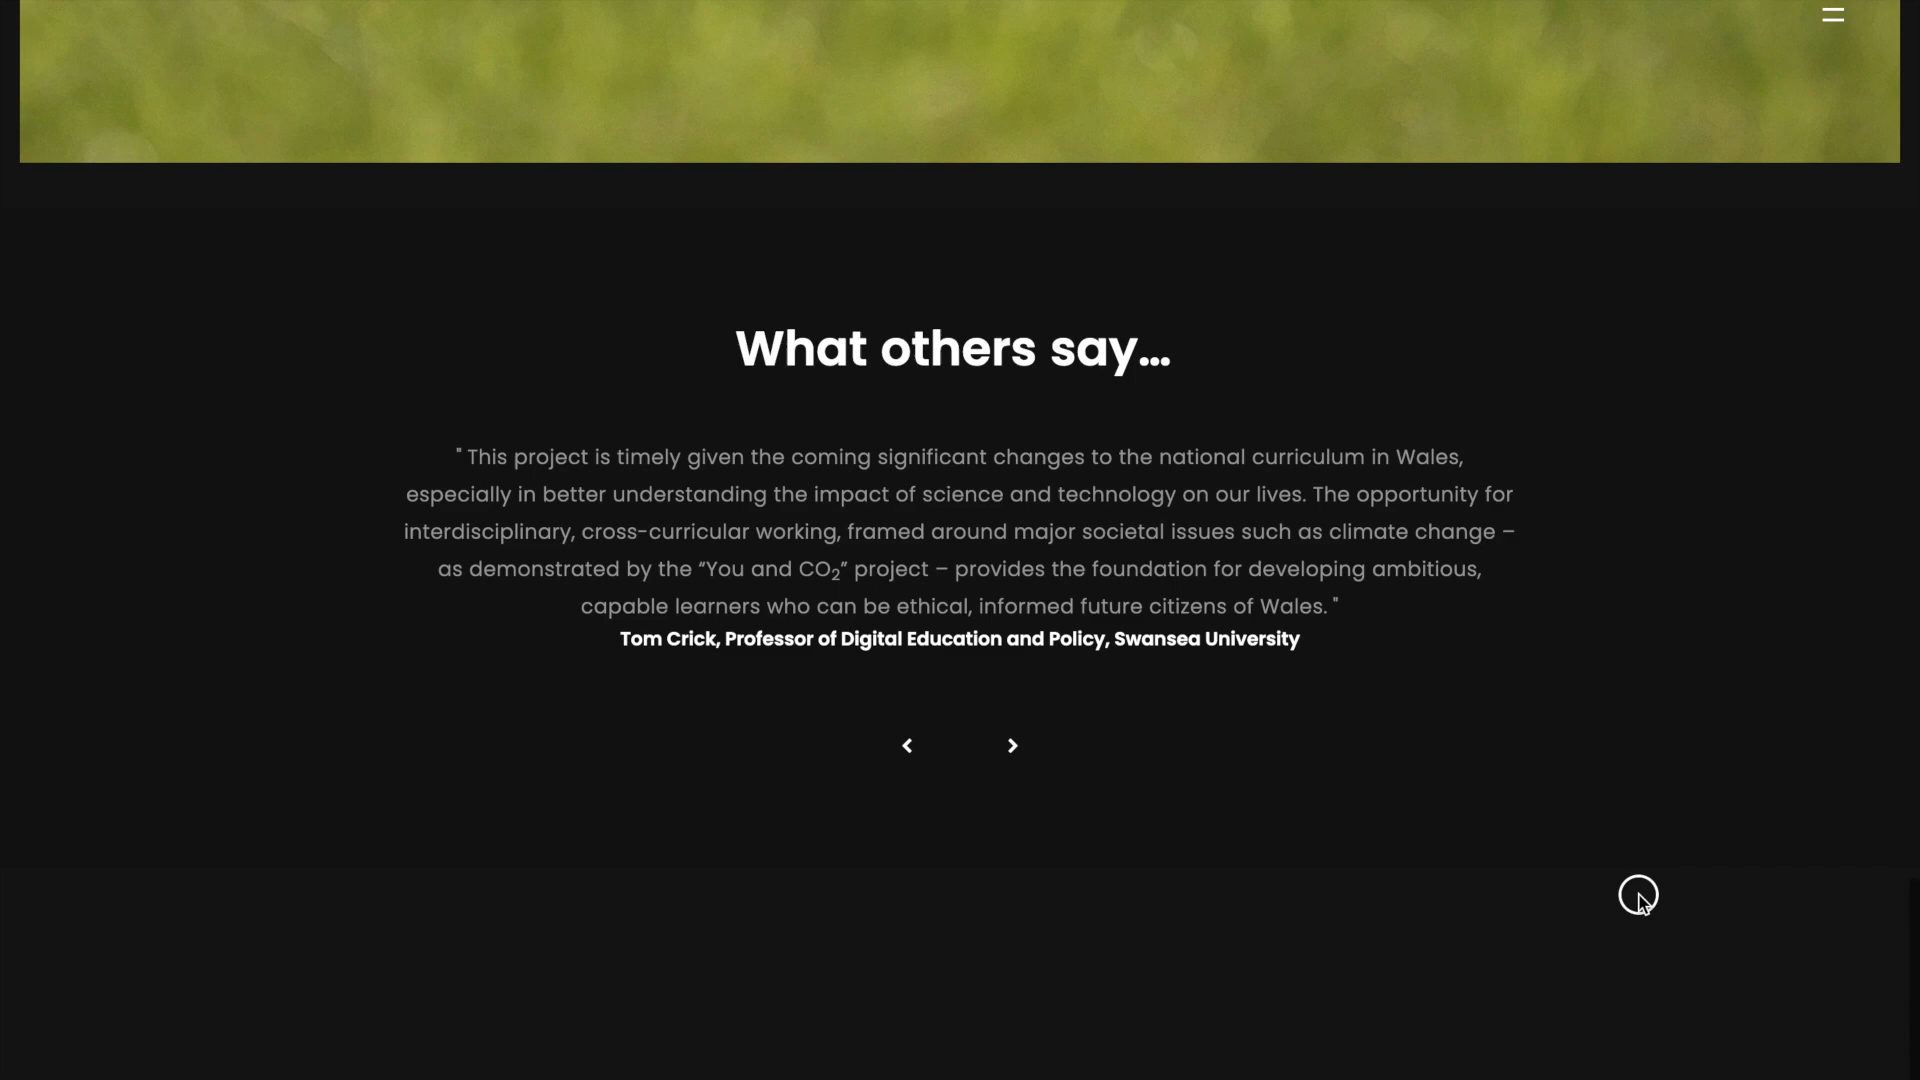 What others say...
" This project is timely given the coming significant changes to the national curriculum in Wales,
especially in better understanding the impact of science and technology on our lives. The opportunity for
interdisciplinary, cross-curricular working, framed around major societal issues such as climate change –
as demonstrated by the “You and CO₂” project – provides the foundation for developing ambitious,
capable learners who can be ethical, informed future citizens of Wales. "
Tom Crick, Professor of Digital Education and Policy, Swansea University